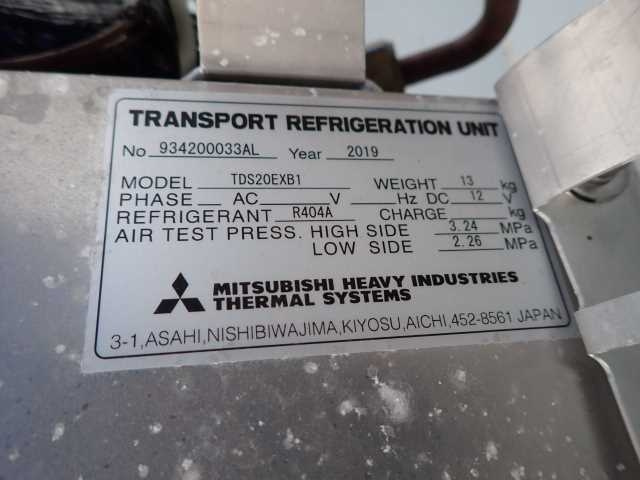 TRANSPORT REFRIGERATION UNIT
No 934200033AL Year 2019
MODEL TDS20EXB1 WEIGHT 13 kg
PHASE AC V Hz DC 12 V
REFRIGERANT R404A CHARGE kg
AIR TEST PRESS. HIGH SIDE 3.24 MPa
LOW SIDE 2.26 MPa
MITSUBISHI HEAVY INDUSTRIES
THERMAL SYSTEMS
3-1,ASAHI,NISHIBIWAJIMA,KIYOSU,AICHI,452-8561 JAPAN